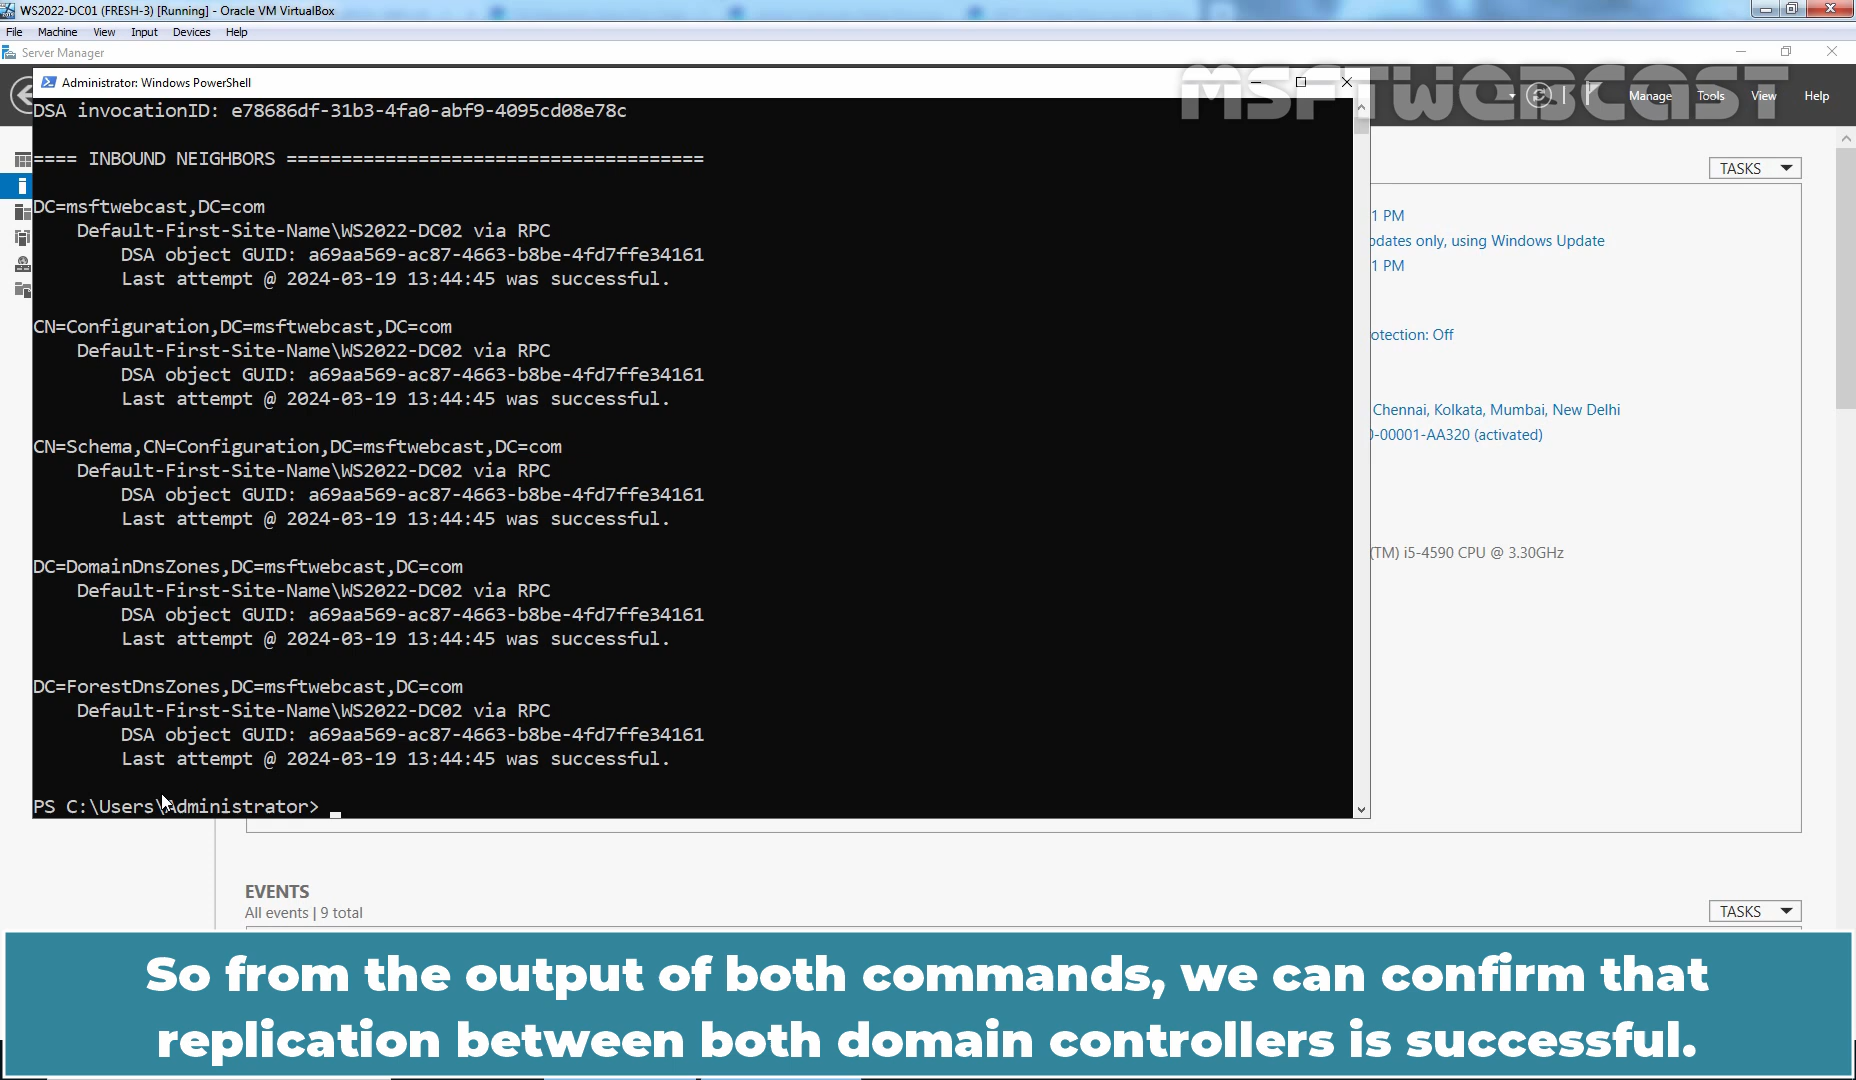 WS2022-DC01 (FRESH-3) [Running] - Oracle VM VirtualBox
File Machine View Input Devices Help
Server Manager
Administrator: Windows PowerShell
MSFTWEBCAST
Manage Tools View Help
DSA invocationID: e78686df-31b3-4fa0-abf9-4095cd08e78c
==== INBOUND NEIGHBORS ======================================
DC=msftwebcast,DC=com
Default-First-Site-Name\WS2022-DC02 via RPC
DSA object GUID: a69aa569-ac87-4663-b8be-4fd7ffe34161
Last attempt @ 2024-03-19 13:44:45 was successful.
CN=Configuration,DC=msftwebcast,DC=com
Default-First-Site-Name\WS2022-DC02 via RPC
DSA object GUID: a69aa569-ac87-4663-b8be-4fd7ffe34161
Last attempt @ 2024-03-19 13:44:45 was successful.
CN=Schema,CN=Configuration,DC=msftwebcast,DC=com
Default-First-Site-Name\WS2022-DC02 via RPC
DSA object GUID: a69aa569-ac87-4663-b8be-4fd7ffe34161
Last attempt @ 2024-03-19 13:44:45 was successful.
DC=DomainDnsZones,DC=msftwebcast,DC=com
Default-First-Site-Name\WS2022-DC02 via RPC
DSA object GUID: a69aa569-ac87-4663-b8be-4fd7ffe34161
Last attempt @ 2024-03-19 13:44:45 was successful.
DC=ForestDnsZones,DC=msftwebcast,DC=com
Default-First-Site-Name\WS2022-DC02 via RPC
DSA object GUID: a69aa569-ac87-4663-b8be-4fd7ffe34161
Last attempt @ 2024-03-19 13:44:45 was successful.
PS C:\Users\Administrator>
TASKS
1 PM
pdates only, using Windows Update
1 PM
otection: Off
Chennai, Kolkata, Mumbai, New Delhi
0-00001-AA320 (activated)
(TM) i5-4590 CPU @ 3.30GHz
EVENTS
All events | 9 total
TASKS
So from the output of both commands, we can confirm that
replication between both domain controllers is successful.